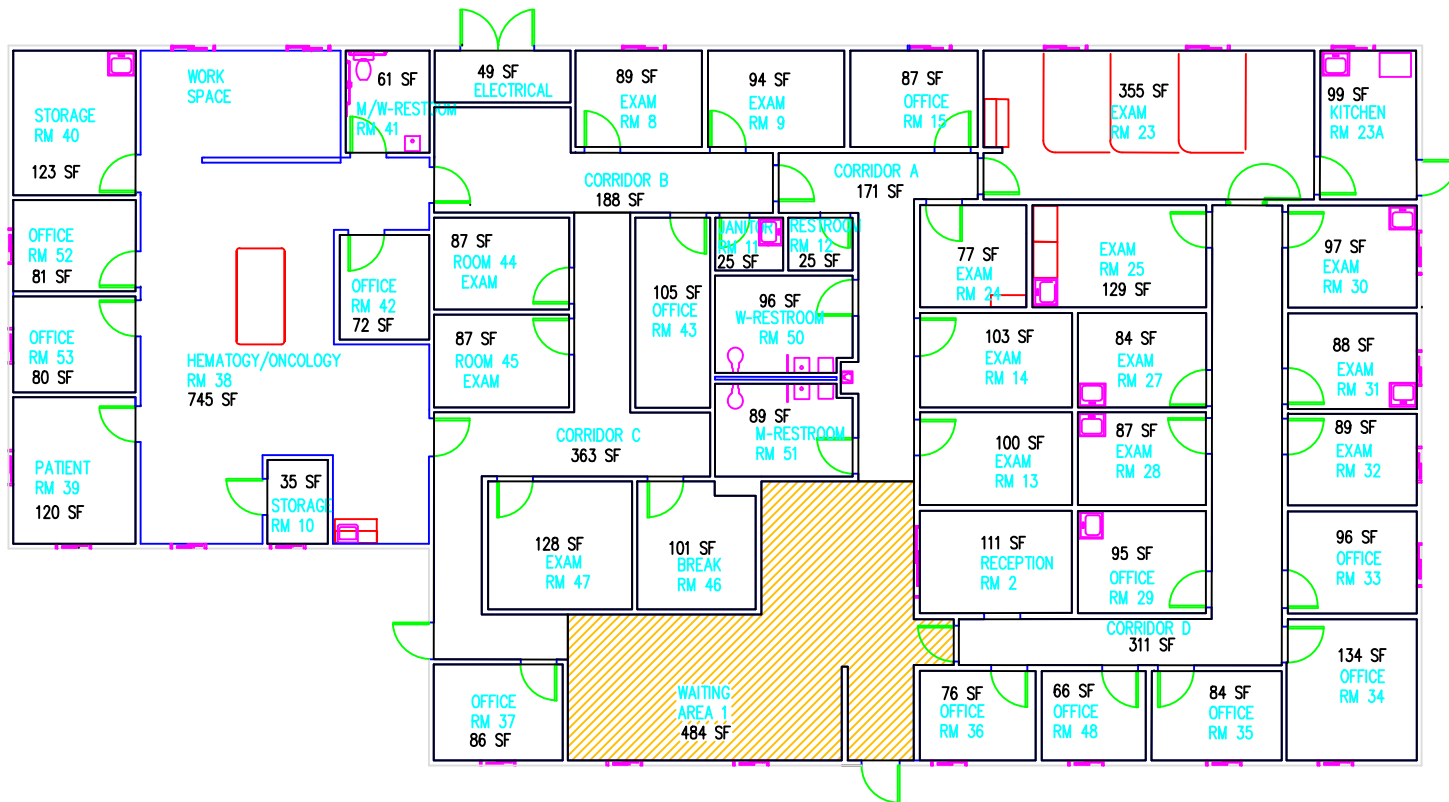 61 SF
M/W-RESTROOM
RM 41
49 SF
ELECTRICAL
89 SF
EXAM
RM 8
94 SF
EXAM
RM 9
87 SF
OFFICE
RM 15
355 SF
EXAM
RM 23
99 SF
KITCHEN
RM 23A
WORK
SPACE
STORAGE
RM 40
123 SF
CORRIDOR B
188 SF
CORRIDOR A
171 SF
OFFICE
RM 52
81 SF
OFFICE
RM 42
72 SF
87 SF
ROOM 44
EXAM
105 SF
OFFICE
RM 43
JANITOR
RM 11
25 SF
RESTROOM
RM 12
25 SF
77 SF
EXAM
RM 24
EXAM
RM 25
129 SF
97 SF
EXAM
RM 30
OFFICE
RM 53
80 SF
HEMATOGY/ONCOLOGY
RM 38
745 SF
87 SF
ROOM 45
EXAM
96 SF
W-RESTROOM
RM 50
103 SF
EXAM
RM 14
84 SF
EXAM
RM 27
88 SF
EXAM
RM 31
PATIENT
RM 39
120 SF
35 SF
STORAGE
RM 10
CORRIDOR C
363 SF
89 SF
M-RESTROOM
RM 51
100 SF
EXAM
RM 13
87 SF
EXAM
RM 28
89 SF
EXAM
RM 32
128 SF
EXAM
RM 47
101 SF
BREAK
RM 46
111 SF
RECEPTION
RM 2
95 SF
OFFICE
RM 29
96 SF
OFFICE
RM 33
CORRIDOR D
311 SF
134 SF
OFFICE
RM 34
OFFICE
RM 37
86 SF
WAITING
AREA 1
484 SF
76 SF
OFFICE
RM 36
66 SF
OFFICE
RM 48
84 SF
OFFICE
RM 35